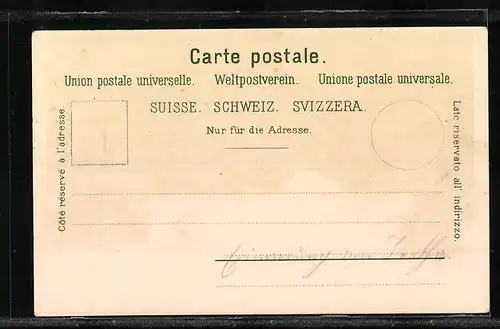 Carte postale.
Union postale universelle. Weltpostverein. Unione postale universale.
SUISSE. SCHWEIZ. SVIZZERA.
Nur für die Adresse.
Côté réservé à l'adresse.
Lato riservato all' indirizzo.